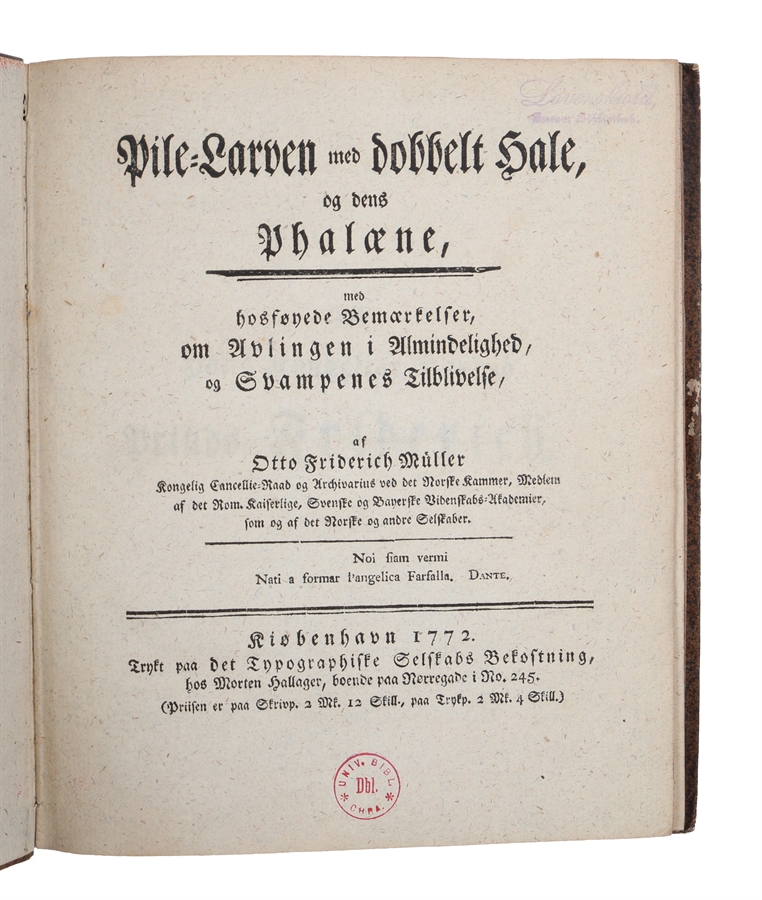 Pile-Larven med dobbelt Hale,
og dens
Phalæne,
med
hosføyede Bemærkelser,
om Avlingen i Almindelighed,
og Svampenes Tilblivelse,
af
Otto Friderich Müller
Kongelig Cancellie-Raad og Archivarius ved det Norske Kammer, Medlem
af det Rom. Kaiserlige, Svenske og Bayerske Videnskabs-Akademier,
som og af det Norske og andre Selskaber.
Noi siam vermi
Nati a formar l'angelica Farfalla. DANTE.
Kiøbenhavn 1772.
Trykt paa det Typographiske Selskabs Bekostning,
hos Morten Hallager, boende paa Nørregade i No. 245.
(Priisen er paa Skrivp. 2 Mk. 12 Skill., paa Trykp. 2 Mk. 4 Skill.)
UNIV. BIBL.
Dbl.
CHRA.